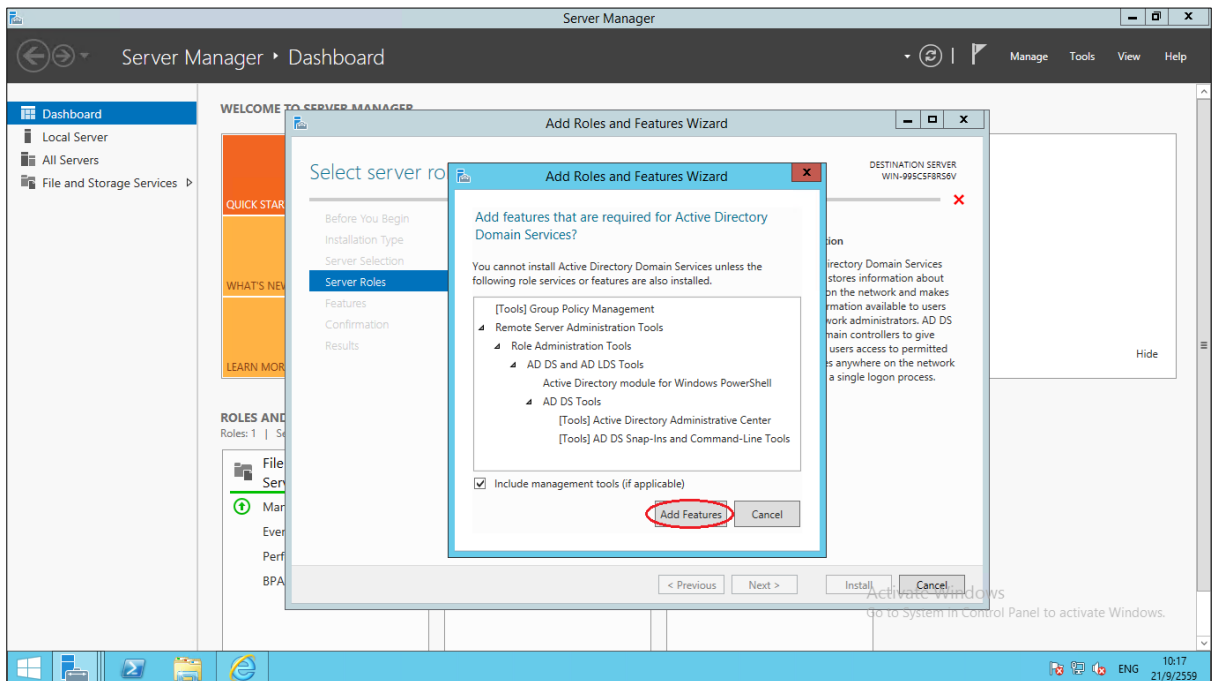 Server Manager
Server Manager • Dashboard
Manage Tools View Help
Dashboard
Local Server
All Servers
File and Storage Services
WELCOME TO SERVER MANAGER
QUICK STAR
WHAT'S NEW
LEARN MOR
Hide
ROLES AND
Roles: 1 | Se
File
Serv
Man
Even
Perf
BPA
Add Roles and Features Wizard
Select server ro
DESTINATION SERVER
WIN-995C5F8RS6V
Before You Begin
Installation Type
Server Selection
Server Roles
Features
Confirmation
Results
tion
irectory Domain Services
stores information about
on the network and makes
rmation available to users
work administrators. AD DS
main controllers to give
users access to permitted
es anywhere on the network
a single logon process.
Add Roles and Features Wizard
Add features that are required for Active Directory
Domain Services?
You cannot install Active Directory Domain Services unless the
following role services or features are also installed.
[Tools] Group Policy Management
Remote Server Administration Tools
Role Administration Tools
AD DS and AD LDS Tools
Active Directory module for Windows PowerShell
AD DS Tools
[Tools] Active Directory Administrative Center
[Tools] AD DS Snap-Ins and Command-Line Tools
Include management tools (if applicable)
Add Features Cancel
< Previous Next > Install Cancel
Activate Windows
Go to System in Control Panel to activate Windows.
ENG
10:17
21/9/2559